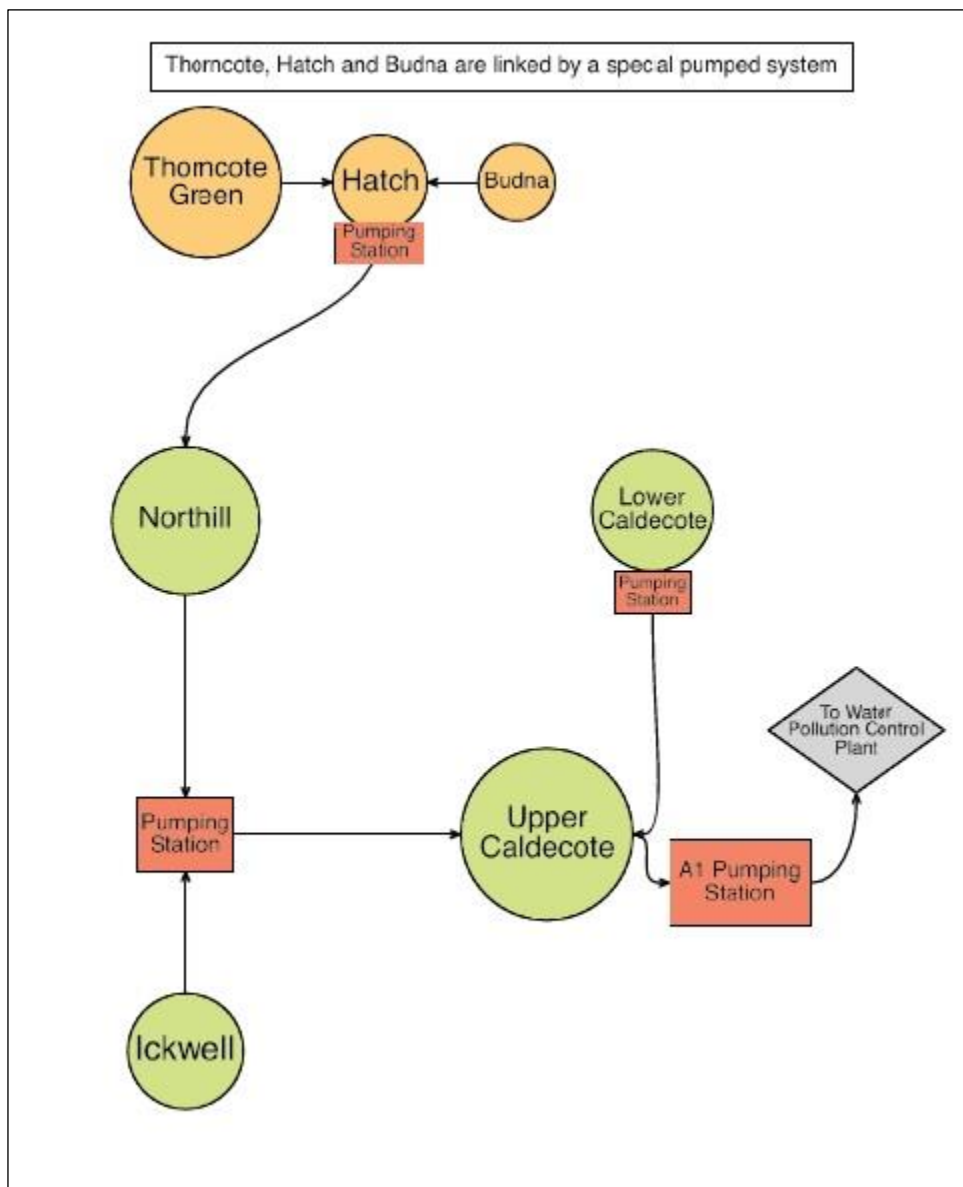 Thorncote, Hatch and Budna are linked by a special pumped system
Thorncote
Green
Hatch
Budna
Pumping
Station
Northill
Lower
Caldecote
Pumping
Station
To Water
Pollution Control
Plant
Upper
Caldecote
Pumping
Station
A1 Pumping
Station
Ickwell